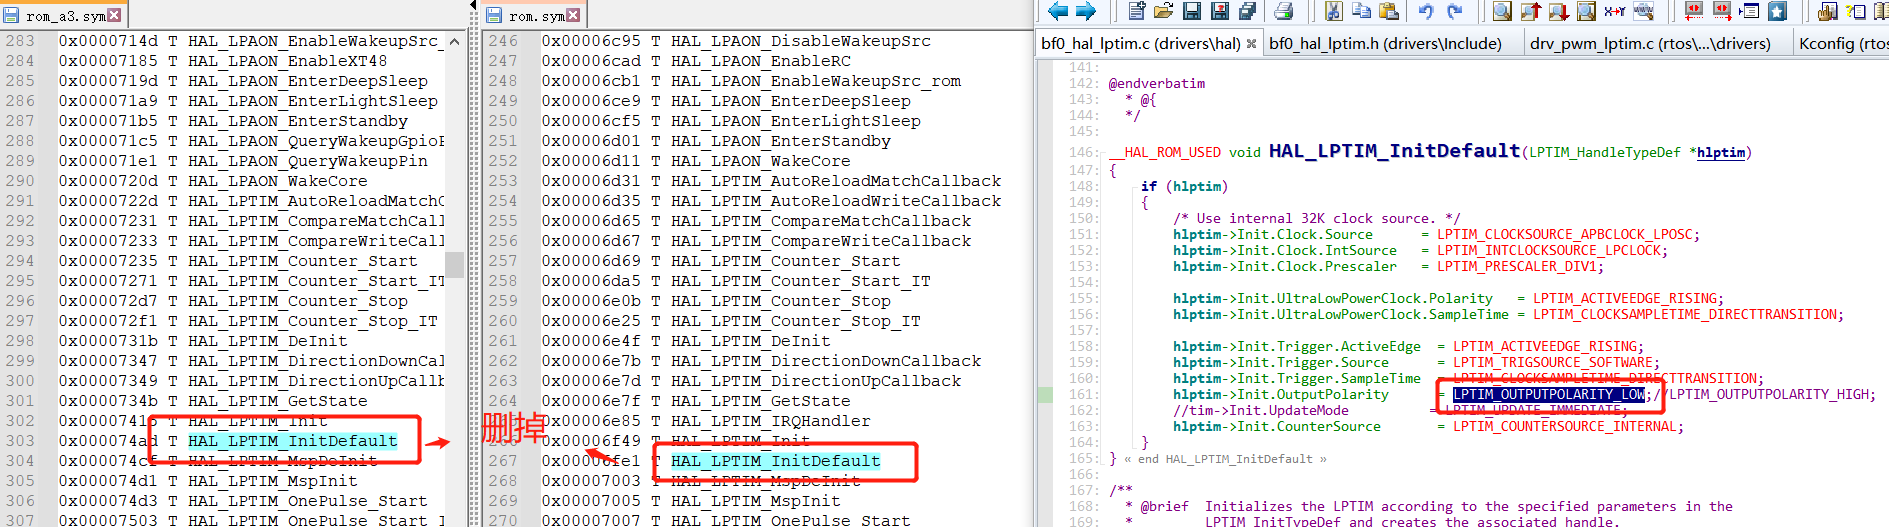 rom_a3.sym
283 0x0000714d T HAL_LPAON_EnableWakeupSrc_
284 0x00007185 T HAL_LPAON_EnableXT48
285 0x0000719d T HAL_LPAON_EnterDeepSleep
286 0x000071a9 T HAL_LPAON_EnterLightSleep
287 0x000071b5 T HAL_LPAON_EnterStandby
288 0x000071c5 T HAL_LPAON_QueryWakeupGpioP
289 0x000071e1 T HAL_LPAON_QueryWakeupPin
290 0x0000720d T HAL_LPAON_WakeCore
291 0x0000722d T HAL_LPTIM_AutoReloadMatchC
292 0x00007231 T HAL_LPTIM_CompareMatchCall
293 0x00007233 T HAL_LPTIM_CompareWriteCall
294 0x00007235 T HAL_LPTIM_Counter_Start
295 0x00007271 T HAL_LPTIM_Counter_Start_IT
296 0x000072d7 T HAL_LPTIM_Counter_Stop
297 0x000072f1 T HAL_LPTIM_Counter_Stop_IT
298 0x0000731b T HAL_LPTIM_DeInit
299 0x00007347 T HAL_LPTIM_DirectionDownCal
300 0x00007349 T HAL_LPTIM_DirectionUpCallb
301 0x0000734b T HAL_LPTIM_GetState
302 T HAL_LPTIM_Init
303 0x000074ad T HAL_LPTIM_InitDefault
304 0x000074cf T HAL_LPTIM_MspDeInit
305 0x000074d1 T HAL_LPTIM_MspInit
306 0x000074d3 T HAL_LPTIM_OnePulse_Start
307 0x00007503 T HAL_LPTIM_OnePulse_Start_I
删掉
rom.sym
246 0x00006c95 T HAL_LPAON_DisableWakeupSrc
247 0x00006cad T HAL_LPAON_EnableRC
248 0x00006cb1 T HAL_LPAON_EnableWakeupSrc_rom
249 0x00006ce9 T HAL_LPAON_EnterDeepSleep
250 0x00006cf5 T HAL_LPAON_EnterLightSleep
251 0x00006d01 T HAL_LPAON_EnterStandby
252 0x00006d11 T HAL_LPAON_WakeCore
253 0x00006d31 T HAL_LPTIM_AutoReloadMatchCallback
254 0x00006d35 T HAL_LPTIM_AutoReloadWriteCallback
255 0x00006d65 T HAL_LPTIM_CompareMatchCallback
256 0x00006d67 T HAL_LPTIM_CompareWriteCallback
257 0x00006d69 T HAL_LPTIM_Counter_Start
258 0x00006da5 T HAL_LPTIM_Counter_Start_IT
259 0x00006e0b T HAL_LPTIM_Counter_Stop
260 0x00006e25 T HAL_LPTIM_Counter_Stop_IT
261 0x00006e4f T HAL_LPTIM_DeInit
262 0x00006e7b T HAL_LPTIM_DirectionDownCallback
263 0x00006e7d T HAL_LPTIM_DirectionUpCallback
264 0x00006e7f T HAL_LPTIM_GetState
0x00006e85 T HAL_LPTIM_IRQHandler
0x00006f49 T HAL_LPTIM_Init
267 0x00006fe1 T HAL_LPTIM_InitDefault
268 0x00007003 T HAL_LPTIM_MspDeInit
269 0x00007005 T HAL_LPTIM_MspInit
270 0x00007007 T HAL_LPTIM_OnePulse_Start
bf0_hal_lptim.c (drivers\hal) bf0_hal_lptim.h (drivers\Include) drv_pwm_lptim.c (rtos\...\drivers) Kconfig (rtos
141:
142: @endverbatim
143: * @{
144: */
145:
146: __HAL_ROM_USED void HAL_LPTIM_InitDefault(LPTIM_HandleTypeDef *hlptim)
147: {
148: if (hlptim)
149: {
150: /* Use internal 32K clock source. */
151: hlptim->Init.Clock.Source = LPTIM_CLOCKSOURCE_APBCLOCK_LPOSC;
152: hlptim->Init.Clock.IntSource = LPTIM_INTCLOCKSOURCE_LPCLOCK;
153: hlptim->Init.Clock.Prescaler = LPTIM_PRESCALER_DIV1;
154:
155: hlptim->Init.UltraLowPowerClock.Polarity = LPTIM_ACTIVEEDGE_RISING;
156: hlptim->Init.UltraLowPowerClock.SampleTime = LPTIM_CLOCKSAMPLETIME_DIRECTTRANSITION;
157:
158: hlptim->Init.Trigger.ActiveEdge = LPTIM_ACTIVEEDGE_RISING;
159: hlptim->Init.Trigger.Source = LPTIM_TRIGSOURCE_SOFTWARE;
160: hlptim->Init.Trigger.SampleTime = LPTIM_CLOCKSAMPLETIME_DIRECTTRANSITION;
161: hlptim->Init.OutputPolarity = LPTIM_OUTPUTPOLARITY_LOW;//LPTIM_OUTPUTPOLARITY_HIGH;
162: //tim->Init.UpdateMode = LPTIM_UPDATE_IMMEDIATE;
163: hlptim->Init.CounterSource = LPTIM_COUNTERSOURCE_INTERNAL;
164: }
165: } « end HAL_LPTIM_InitDefault »
166:
167: /**
168: * @brief Initializes the LPTIM according to the specified parameters in the
169: * LPTIM_InitTypeDef and creates the associated handle.